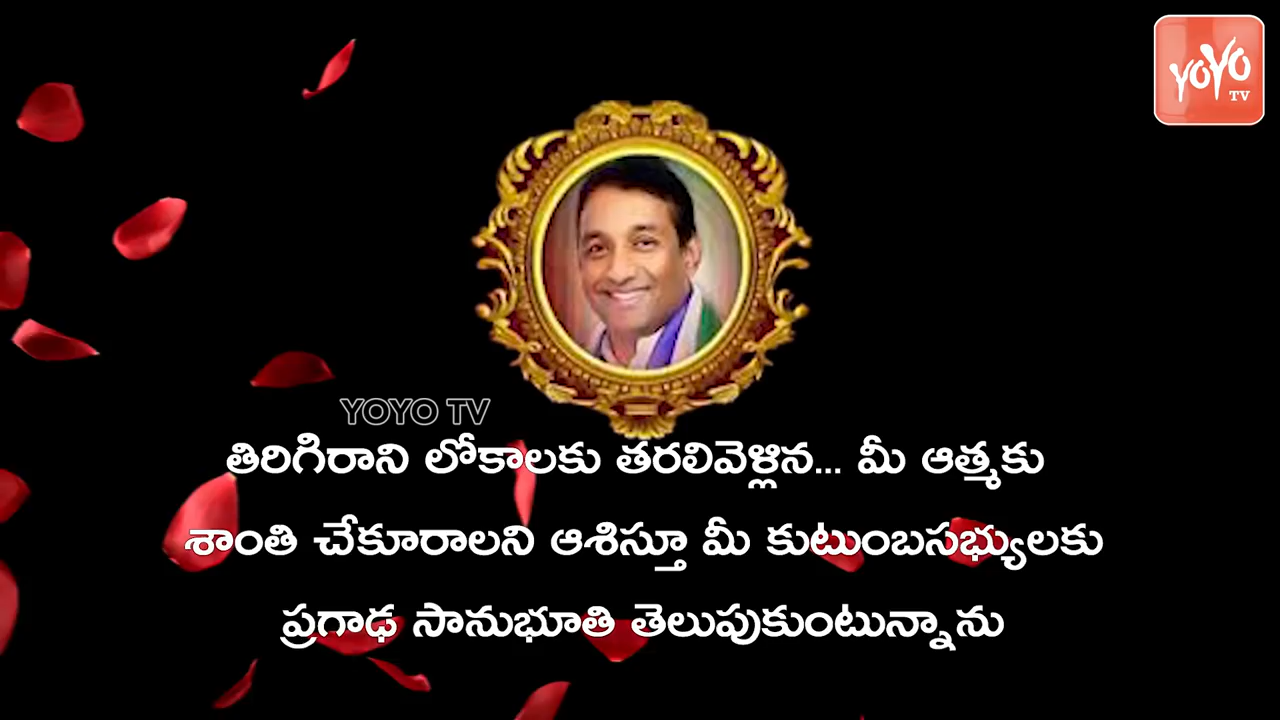 YOYO
TV
YOYO TV
తిరిగిరాని లోకాలకు తరలివెళ్లిన... మీ ఆత్మకు
శాంతి చేకూరాలని ఆశిస్తూ మీ కుటుంబసభ్యులకు
ప్రగాఢ సానుభూతి తెలుపుకుంటున్నాను